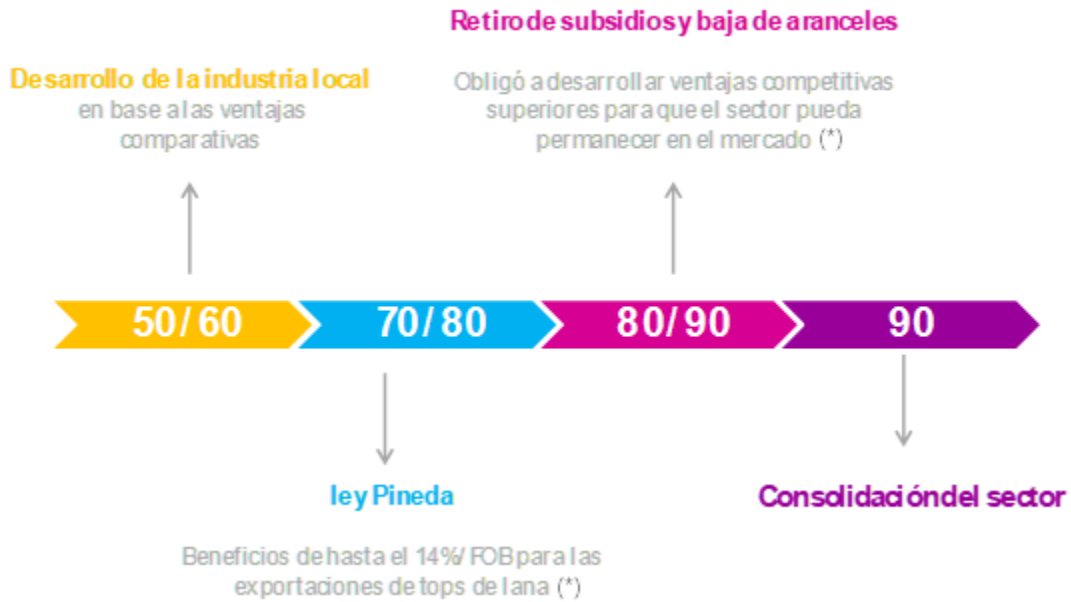 Retiro de subsidios y baja de aranceles
Desarrollo de la industria local
en base a las ventajas
comparativas
Obligó a desarrollar ventajas competitivas
superiores para que el sector pueda
permanecer en el mercado (*)
50/60
70/80
80/90
90
ley Pineda
Consolidación del sector
Beneficios de hasta el 14%/ FOB para las
exportaciones de tops de lana (*)